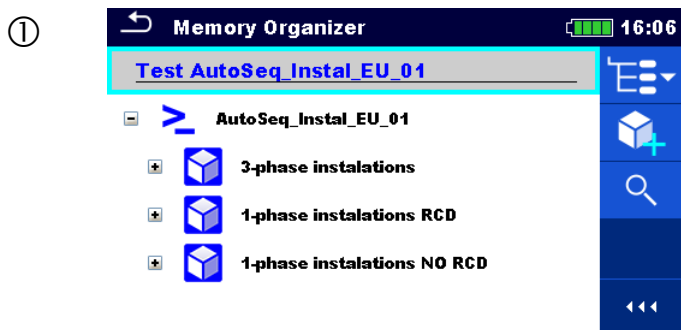 ①
Memory Organizer 16:06
Test AutoSeq_Instal_EU_01
AutoSeq_Instal_EU_01
3-phase instalations
1-phase instalations RCD
1-phase instalations NO RCD